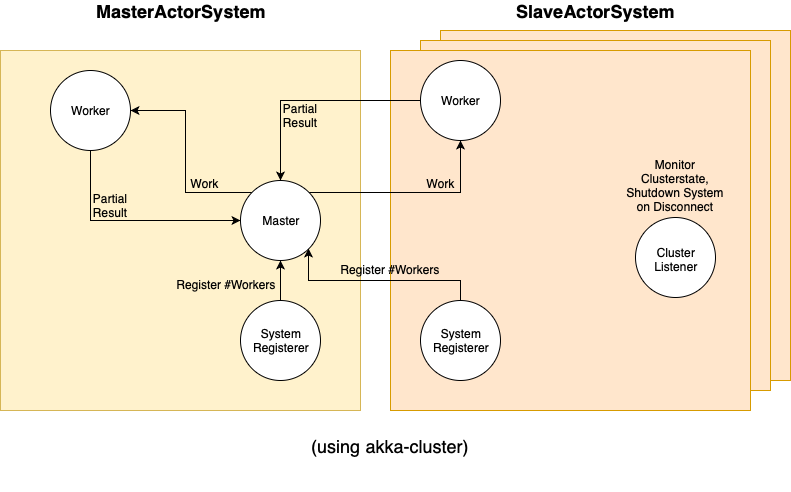 MasterActorSystem
SlaveActorSystem
Worker
Partial
Result
Work
Master
Partial
Result
Register #Workers
System
Registerer
Worker
Work
Register #Workers
System
Registerer
Monitor
Clusterstate,
Shutdown System
on Disconnect
Cluster
Listener
(using akka-cluster)